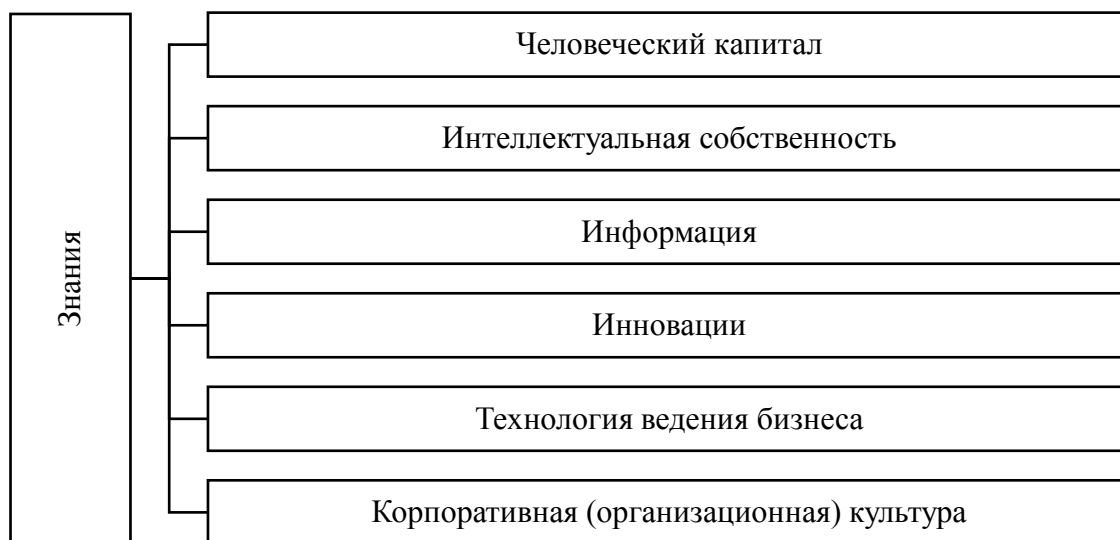 Знания
Человеческий капитал
Интеллектуальная собственность
Информация
Инновации
Технология ведения бизнеса
Корпоративная (организационная) культура